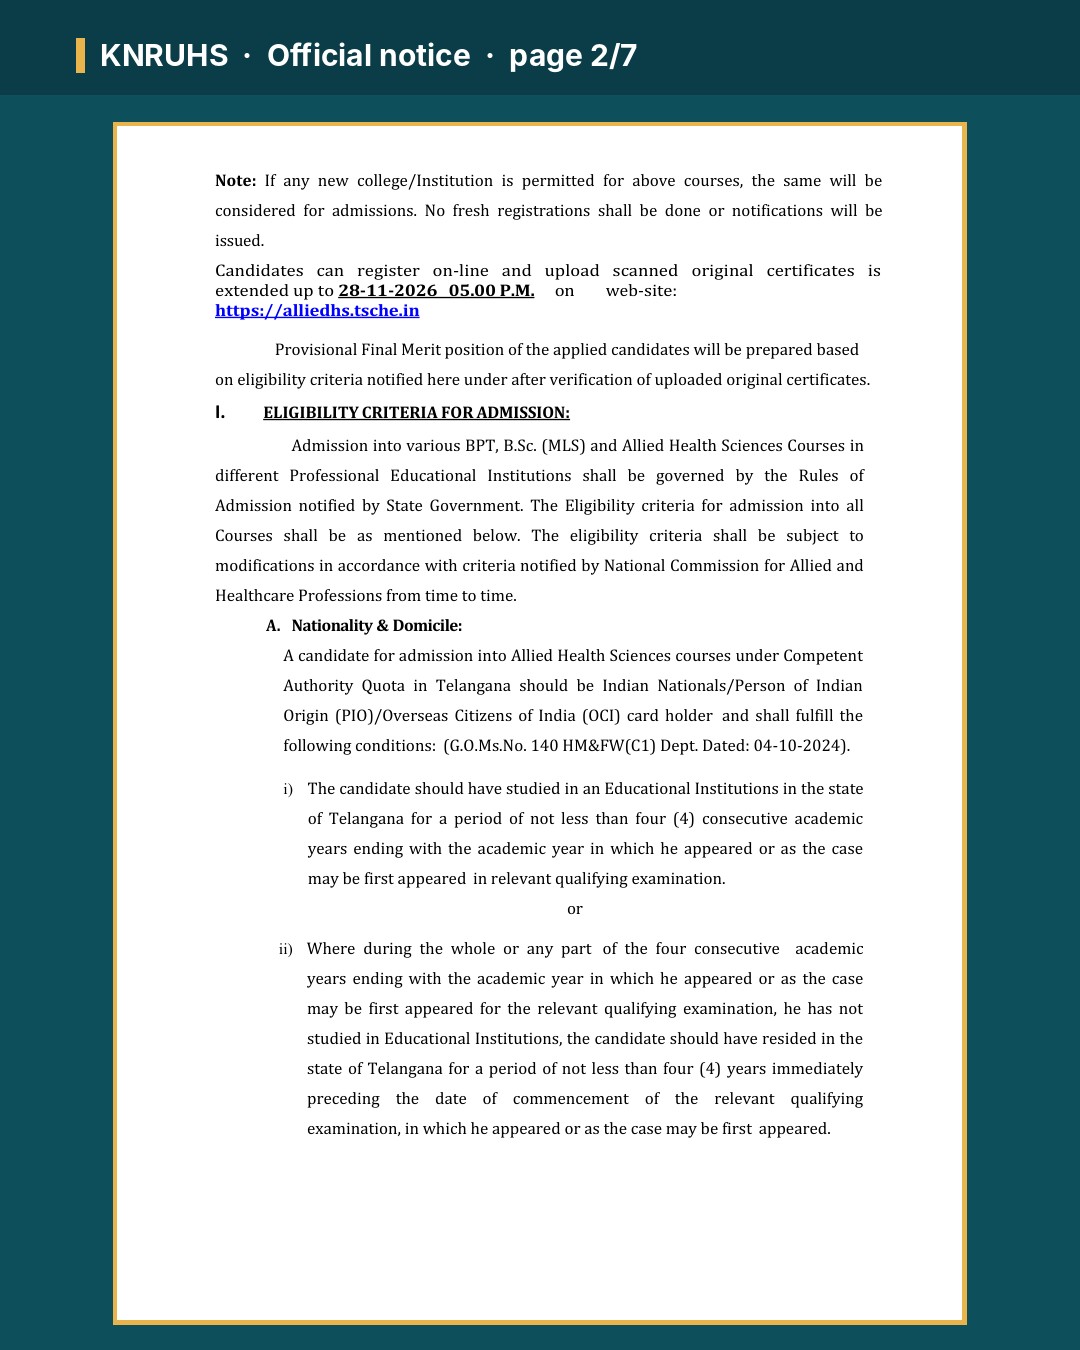 KNRUHS · Official notice · page 2/7
Note: If any new college/Institution is permitted for above courses, the same will be
considered for admissions. No fresh registrations shall be done or notifications will be
issued.
Candidates can register on-line and upload scanned original certificates is
extended up to 28-11-2026 05.00 P.M. on web-site:
https://alliedhs.tsche.in
Provisional Final Merit position of the applied candidates will be prepared based
on eligibility criteria notified here under after verification of uploaded original certificates.
I. ELIGIBILITY CRITERIA FOR ADMISSION:
Admission into various BPT, B.Sc. (MLS) and Allied Health Sciences Courses in
different Professional Educational Institutions shall be governed by the Rules of
Admission notified by State Government. The Eligibility criteria for admission into all
Courses shall be as mentioned below. The eligibility criteria shall be subject to
modifications in accordance with criteria notified by National Commission for Allied and
Healthcare Professions from time to time.
A. Nationality & Domicile:
A candidate for admission into Allied Health Sciences courses under Competent
Authority Quota in Telangana should be Indian Nationals/Person of Indian
Origin (PIO)/Overseas Citizens of India (OCI) card holder and shall fulfill the
following conditions: (G.O.Ms.No. 140 HM&FW(C1) Dept. Dated: 04-10-2024).
i) The candidate should have studied in an Educational Institutions in the state
of Telangana for a period of not less than four (4) consecutive academic
years ending with the academic year in which he appeared or as the case
may be first appeared in relevant qualifying examination.
or
ii) Where during the whole or any part of the four consecutive academic
years ending with the academic year in which he appeared or as the case
may be first appeared for the relevant qualifying examination, he has not
studied in Educational Institutions, the candidate should have resided in the
state of Telangana for a period of not less than four (4) years immediately
preceding the date of commencement of the relevant qualifying
examination, in which he appeared or as the case may be first appeared.